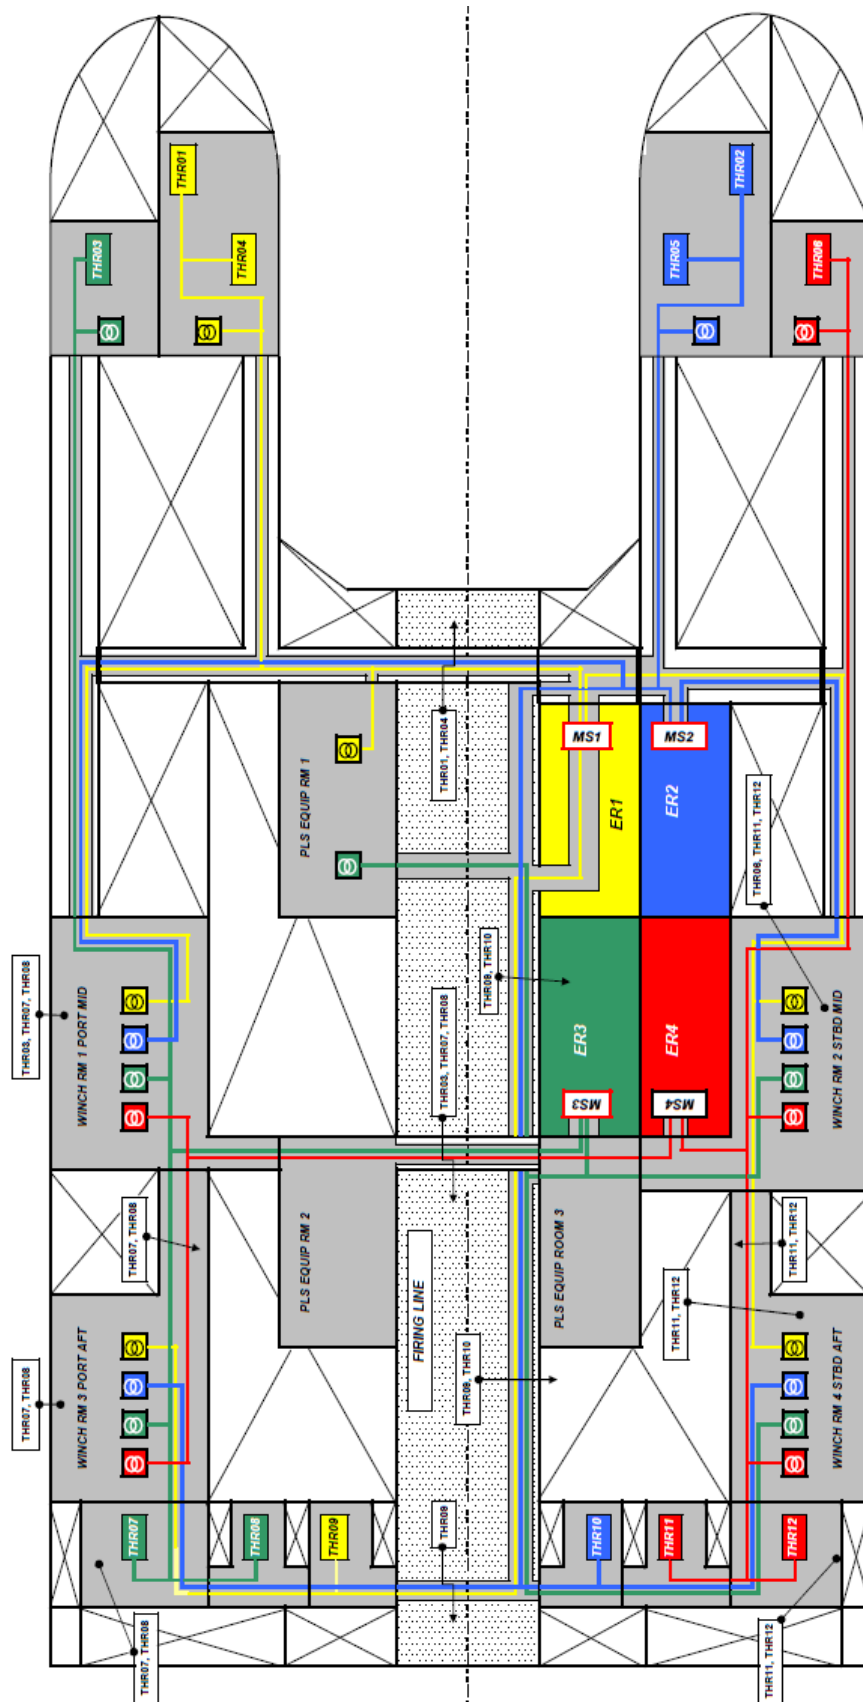 THR01
THR02
THR03
THR04
THR05
THR06
THR01, THR04
MS1
MS2
PLS EQUIP RM 1
ER1
ER2
THR06, THR11, THR12
THR03, THR07, THR08
THR09, THR10
WINCH RM 1 PORT MID
THR03, THR07, THR08
ER3
ER4
WINCH RM 2 STBD MID
MS3
MS4
THR07, THR08
PLS EQUIP RM 2
FIRING LINE
PLS EQUIP ROOM 3
THR11, THR12
THR11, THR12
THR07, THR08
WINCH RM 3 PORT AFT
THR09, THR10
WINCH RM 4 STBD AFT
THR09
THR07
THR08
THR09
THR10
THR11
THR12
THR07, THR08
THR11, THR12